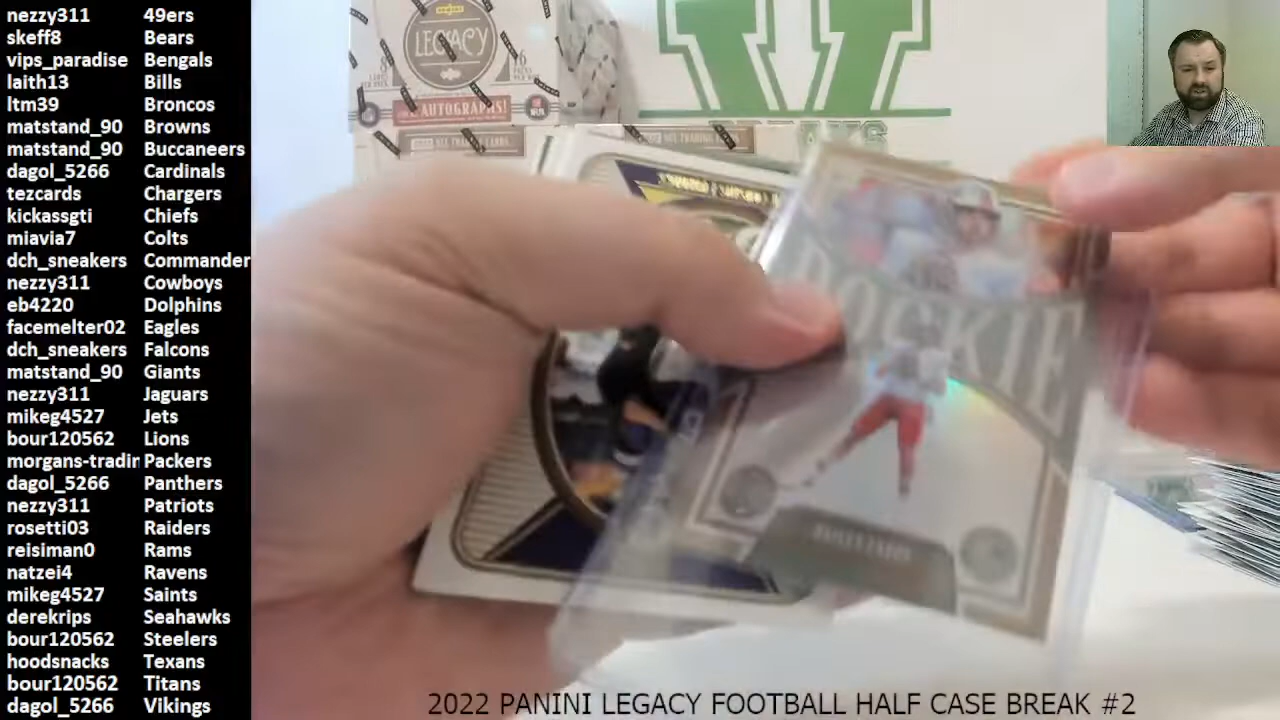 nezzy311 49ers
skeff8 Bears
vips_paradise Bengals
laith13 Bills
ltm39 Broncos
matstand_90 Browns
matstand_90 Buccaneers
dagol_5266 Cardinals
tezcards Chargers
kickassgti Chiefs
miavia7 Colts
dch_sneakers Commander
nezzy311 Cowboys
eb4220 Dolphins
facemelter02 Eagles
dch_sneakers Falcons
matstand_90 Giants
nezzy311 Jaguars
mikeg4527 Jets
bour120562 Lions
morgans-tradin Packers
dagol_5266 Panthers
nezzy311 Patriots
rosetti03 Raiders
reisiman0 Rams
natzei4 Ravens
mikeg4527 Saints
derekrips Seahawks
bour120562 Steelers
hoodsnacks Texans
bour120562 Titans
dagol_5266 Vikings
PANINI
LEGACY
AUTOGRAPHS!
ROOKIE
2022 PANINI LEGACY FOOTBALL HALF CASE BREAK #2